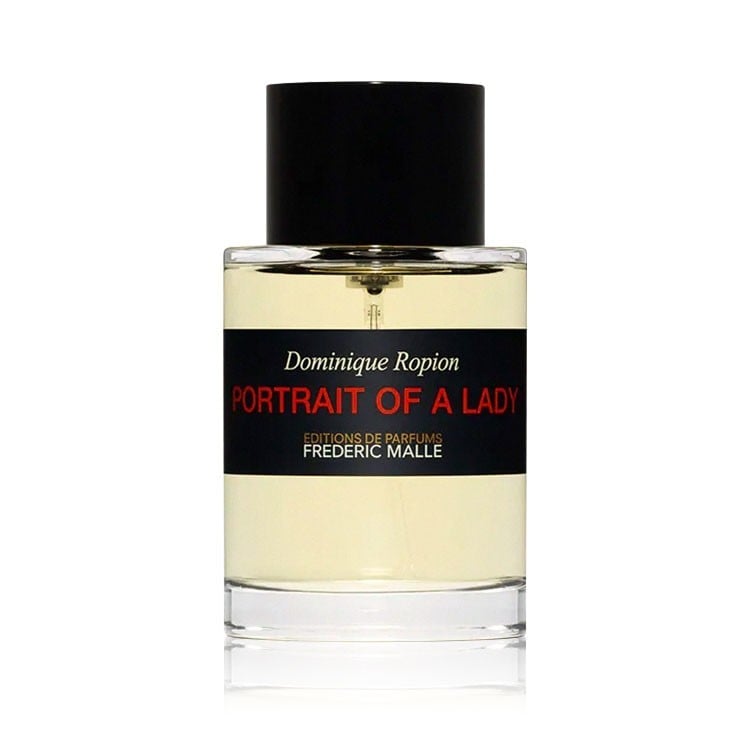 Dominique Ropion
PORTRAIT OF A LADY
EDITIONS DE PARFUMS
FREDERIC MALLE